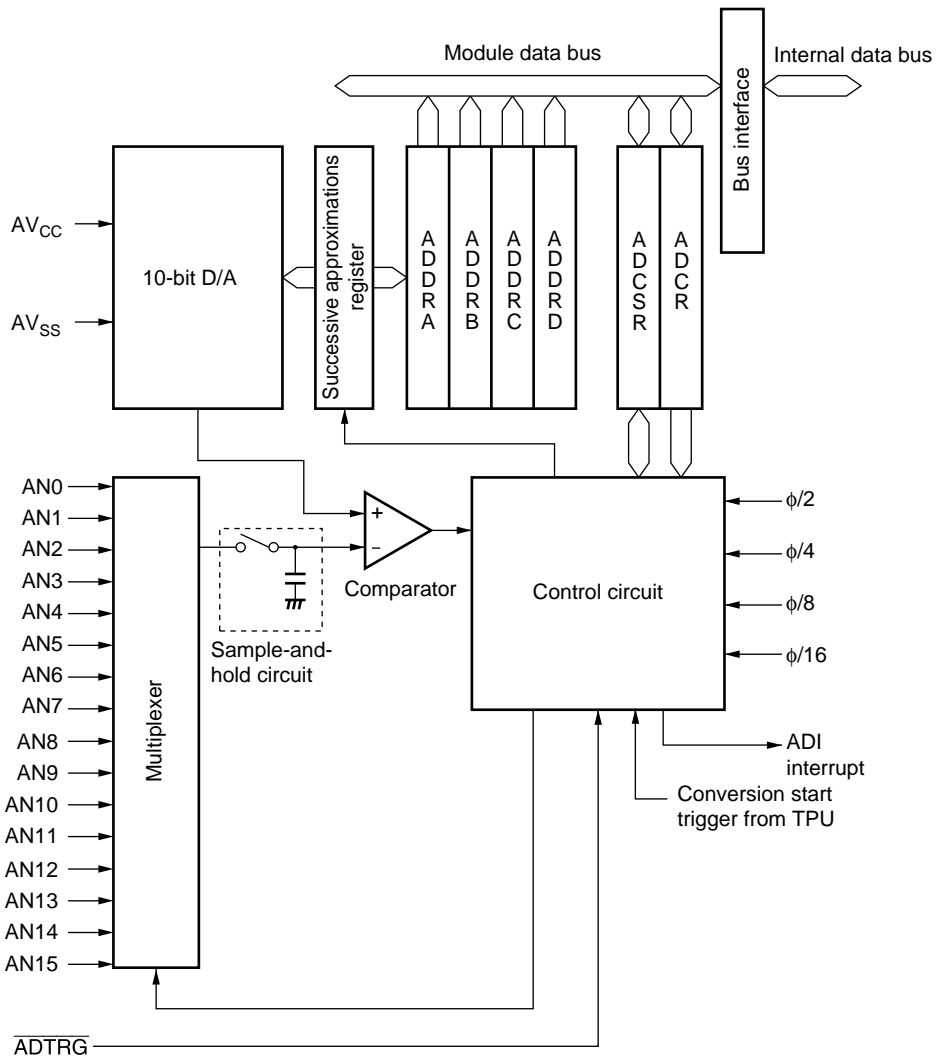 Module data bus
Internal data bus
Bus interface
AVCC
AVSS
10-bit D/A
Successive approximations
register
ADDRA
ADDRB
ADDRC
ADDRD
ADCSR
ADCR
AN0
AN1
AN2
AN3
AN4
AN5
AN6
AN7
AN8
AN9
AN10
AN11
AN12
AN13
AN14
AN15
Multiplexer
Sample-and-
hold circuit
+
−
Comparator
Control circuit
ϕ/2
ϕ/4
ϕ/8
ϕ/16
ADI
interrupt
Conversion start
trigger from TPU
ADTRG